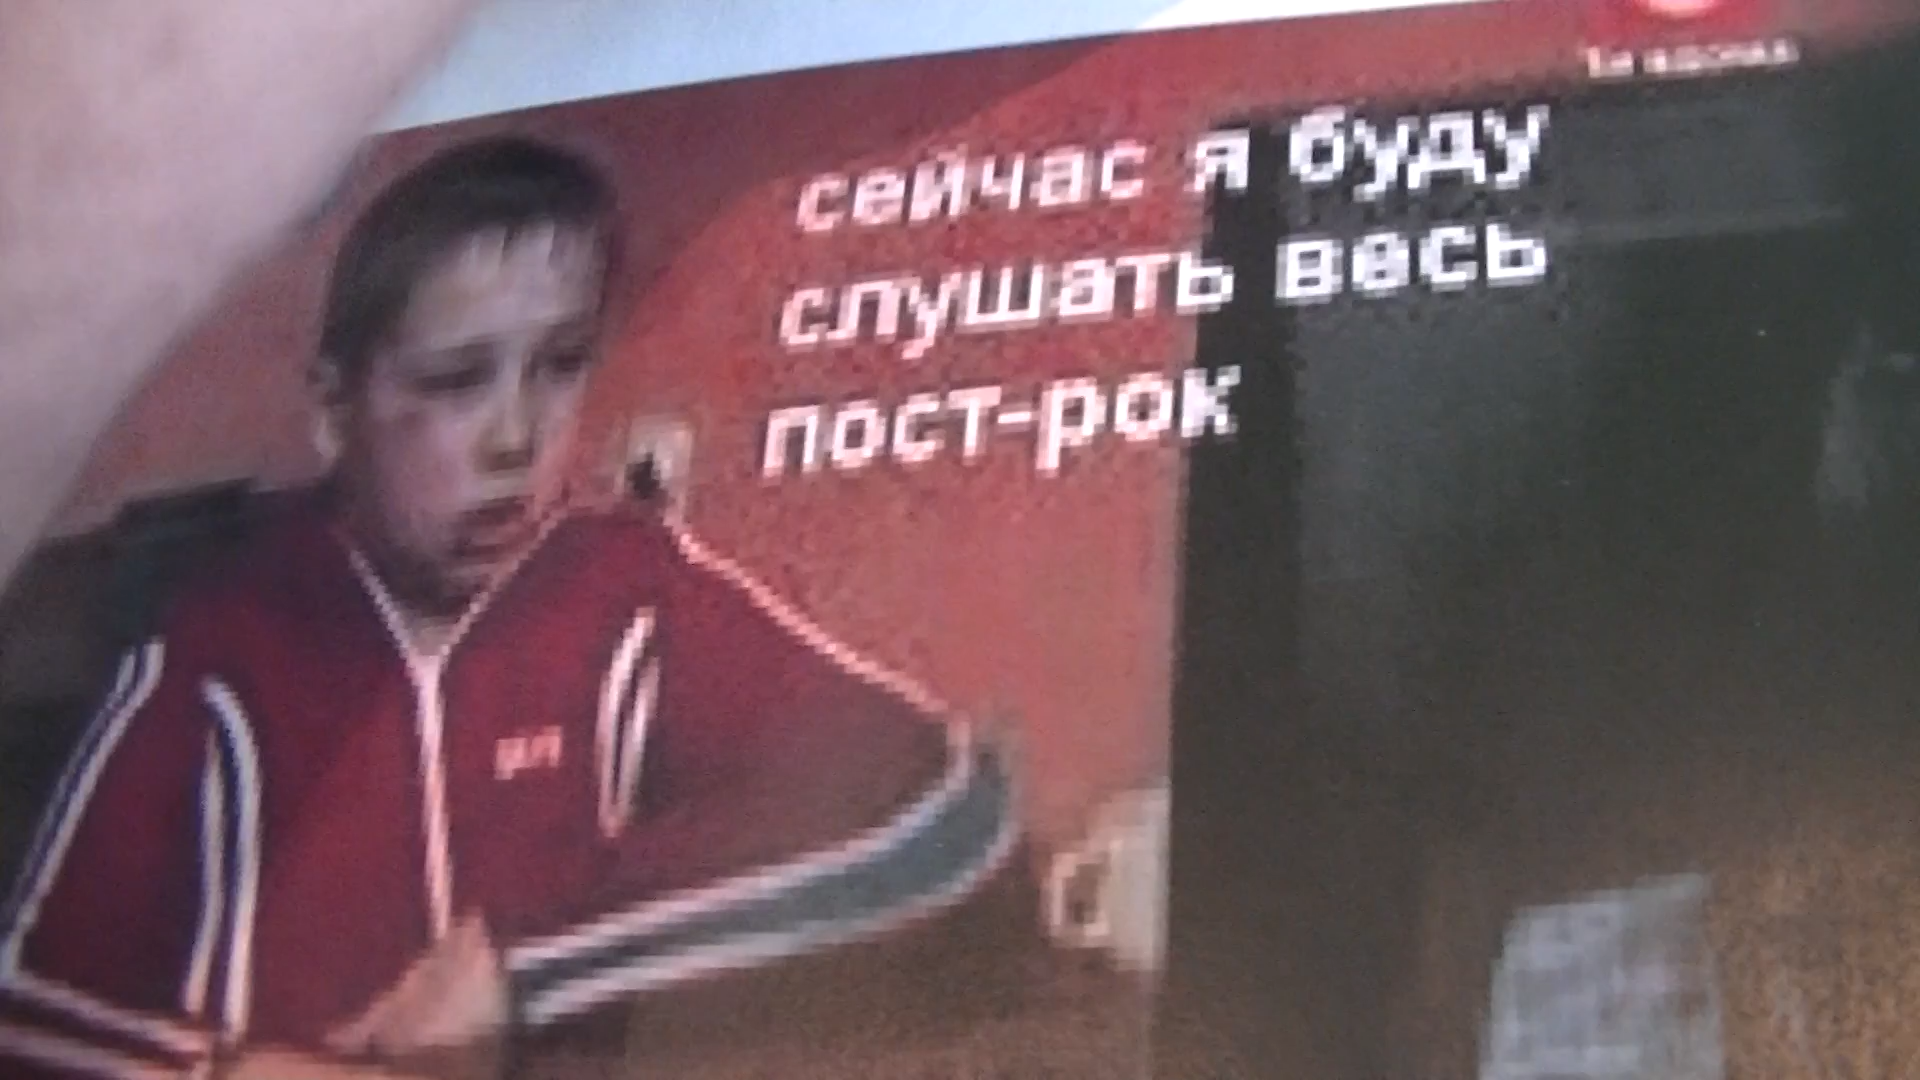 сейчас я буду
слушать весь
пост-рок